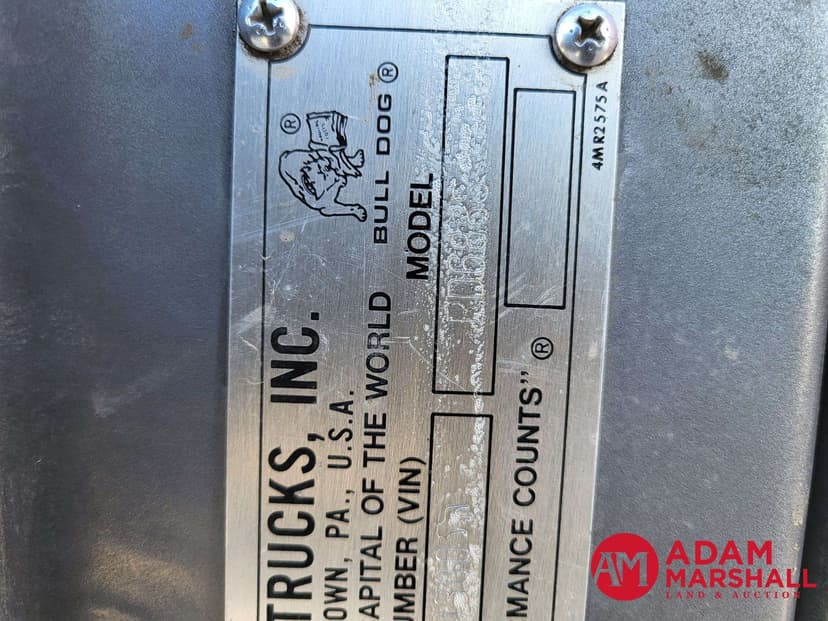 TRUCKS, INC.
OWN, PA., U.S.A.
APITAL OF THE WORLD BULL DOG®
®
UMBER (VIN) MODEL
MANCE COUNTS" ®
4MR2575A
AM ADAM
MARSHALL
LAND & AUCTION